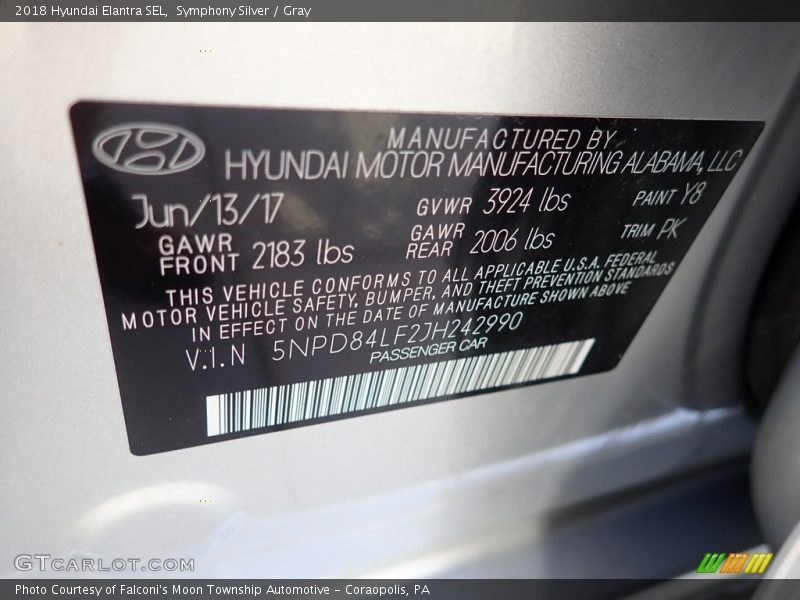 2018 Hyundai Elantra SEL, Symphony Silver / Gray
MANUFACTURED BY
HYUNDAI MOTOR MANUFACTURING ALABAMA, LLC
Jun/13/17 GVWR 3924 lbs PAINT Y8
GAWR FRONT 2183 lbs GAWR REAR 2006 lbs TRIM PK
THIS VEHICLE CONFORMS TO ALL APPLICABLE U.S.A. FEDERAL
MOTOR VEHICLE SAFETY, BUMPER, AND THEFT PREVENTION STANDARDS
IN EFFECT ON THE DATE OF MANUFACTURE SHOWN ABOVE
V.I.N 5NPD84LF2JH242990
PASSENGER CAR
GTCARLOT.COM
Photo Courtesy of Falconi's Moon Township Automotive - Coraopolis, PA